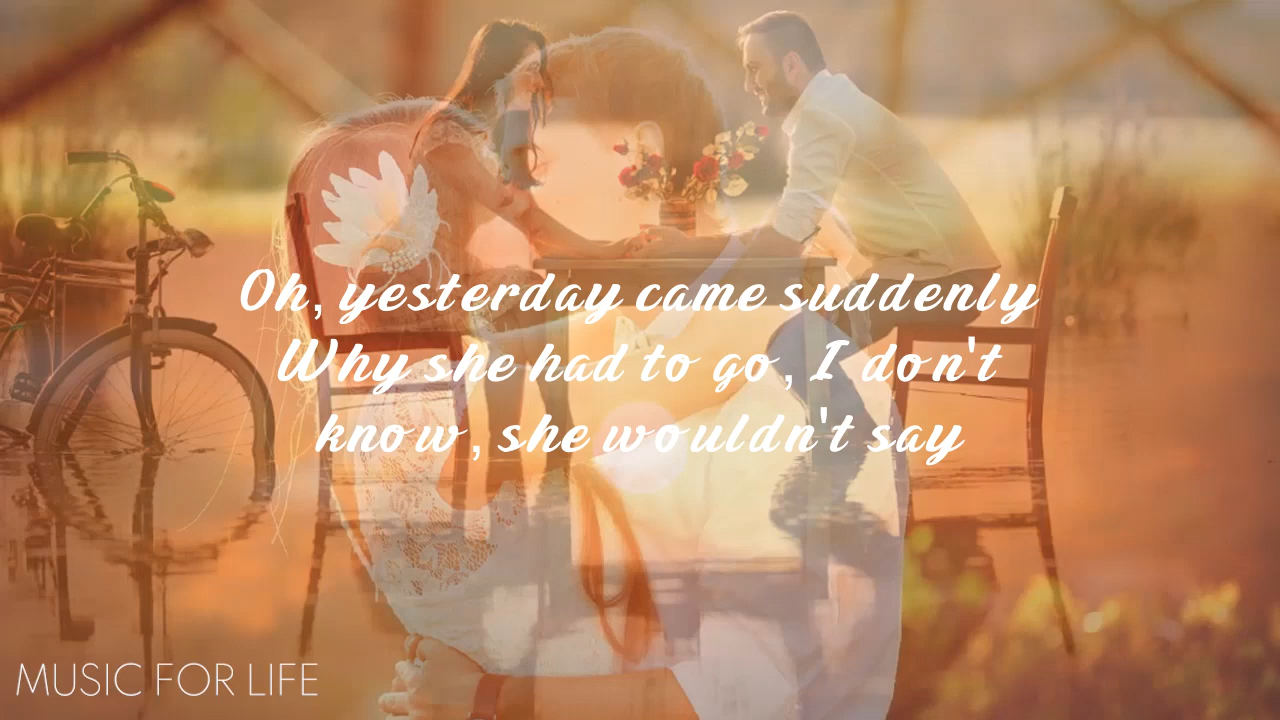 Oh, yesterday came suddenly
Why she had to go, I don't
know, she wouldn't say
MUSIC FOR LIFE